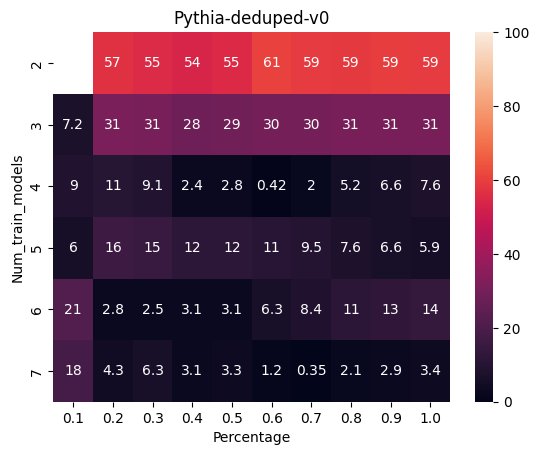 Pythia-deduped-v0
2 57 55 54 55 61 59 59 59 59
3 7.2 31 31 28 29 30 30 31 31 31
4 9 11 9.1 2.4 2.8 0.42 2 5.2 6.6 7.6
5 6 16 15 12 12 11 9.5 7.6 6.6 5.9
6 21 2.8 2.5 3.1 3.1 6.3 8.4 11 13 14
7 18 4.3 6.3 3.1 3.3 1.2 0.35 2.1 2.9 3.4
0.1 0.2 0.3 0.4 0.5 0.6 0.7 0.8 0.9 1.0
Percentage
Num_train_models
100
80
60
40
20
0